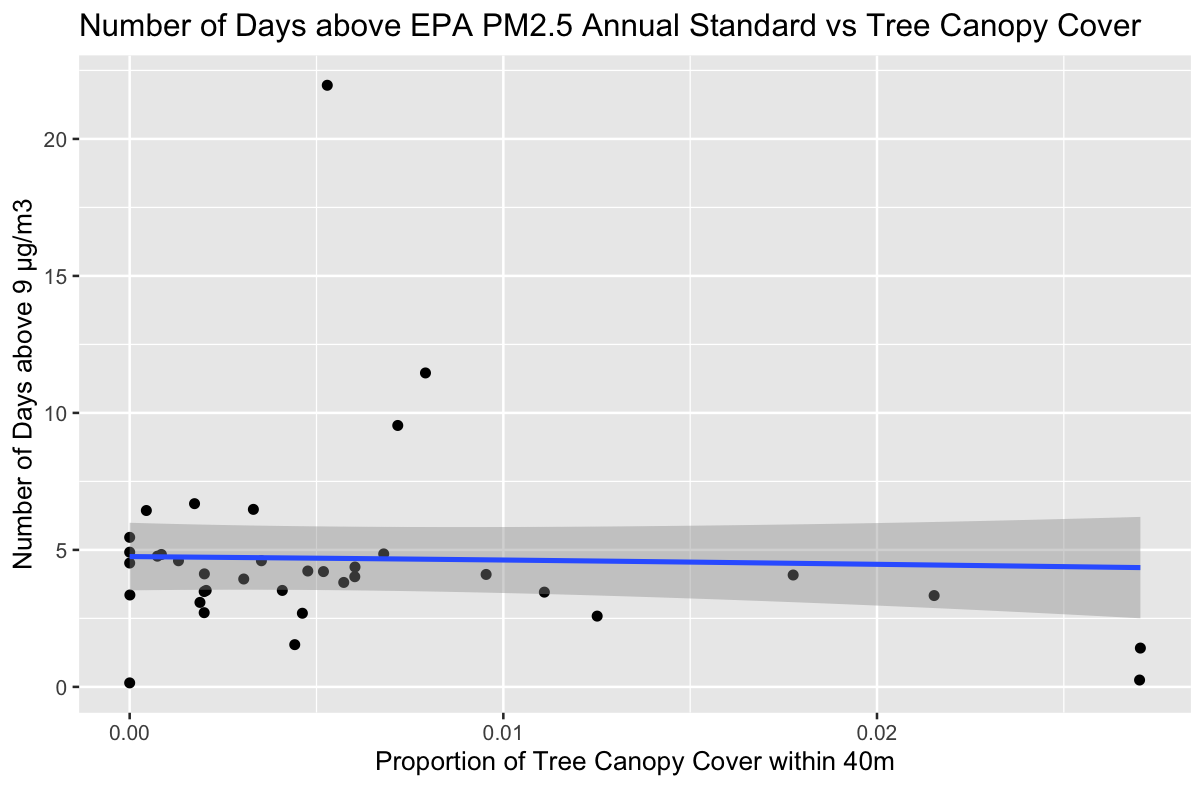 Number of Days above EPA PM2.5 Annual Standard vs Tree Canopy Cover
Number of Days above 9 µg/m3
20
15
10
5
0
0.00
0.01
0.02
Proportion of Tree Canopy Cover within 40m